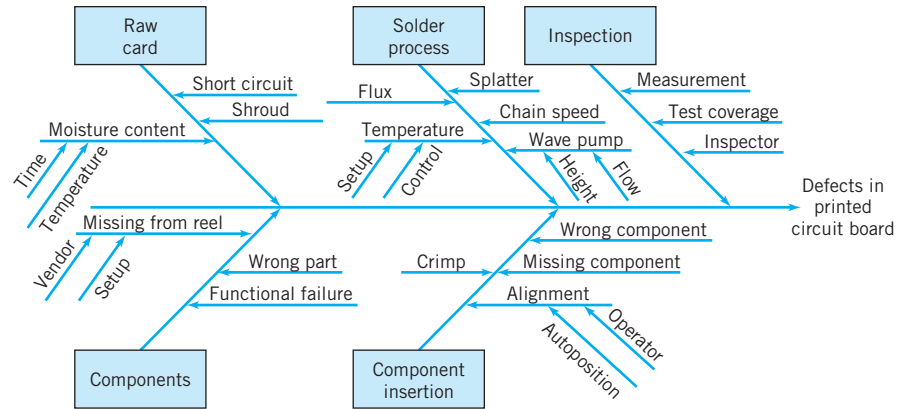 Raw
card
Solder
process
Inspection
Short circuit
Shroud
Moisture content
Time
Temperature
Flux
Splatter
Chain speed
Temperature
Setup
Control
Wave pump
Height
Flow
Measurement
Test coverage
Inspector
Defects in
printed
circuit board
Missing from reel
Vendor
Setup
Wrong part
Functional failure
Components
Wrong component
Crimp
Missing component
Alignment
Autoposition
Operator
Component
insertion